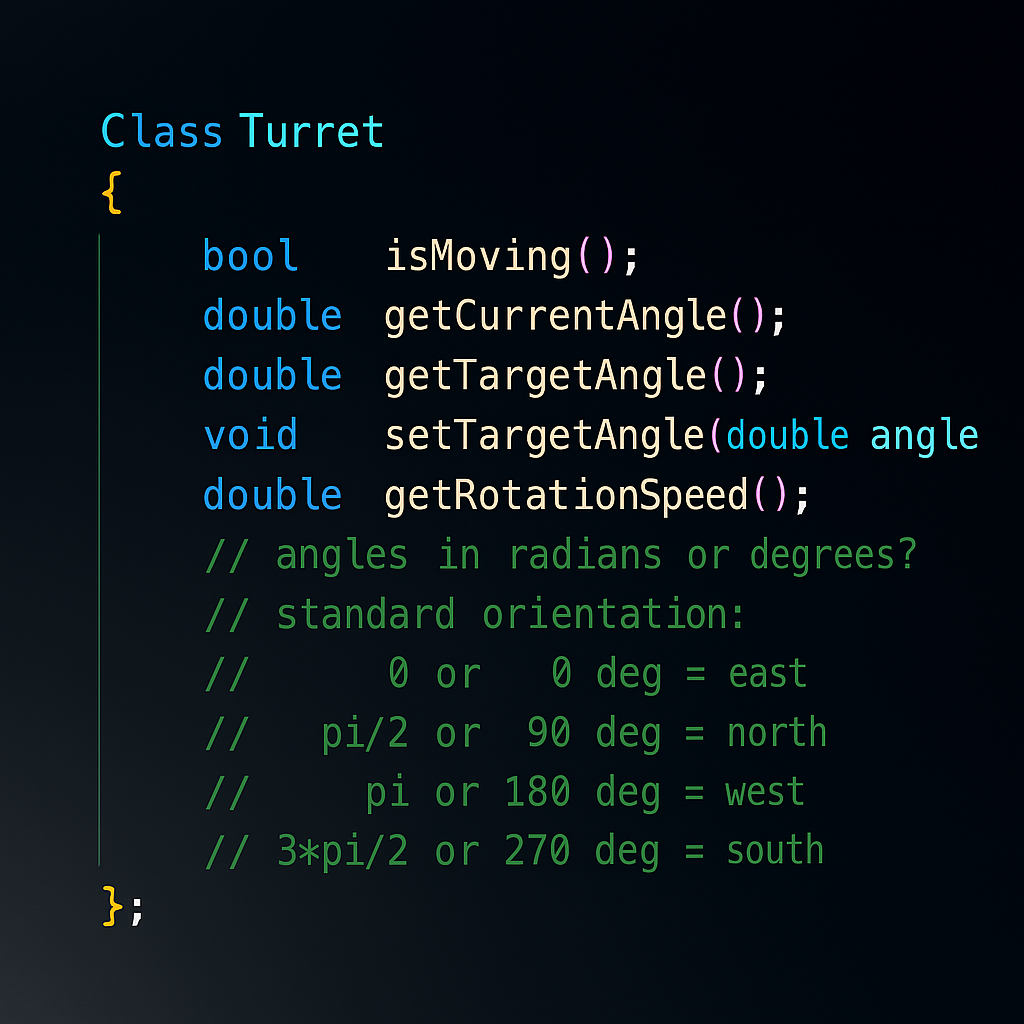 Class Turret
{
    bool   isMoving();
    double getCurrentAngle();
    double getTargetAngle();
    void   setTargetAngle(double angle
    double getRotationSpeed();
    // angles in radians or degrees?
    // standard orientation:
    //      0 or   0 deg = east
    //   pi/2 or  90 deg = north
    //     pi or 180 deg = west
    // 3*pi/2 or 270 deg = south
};